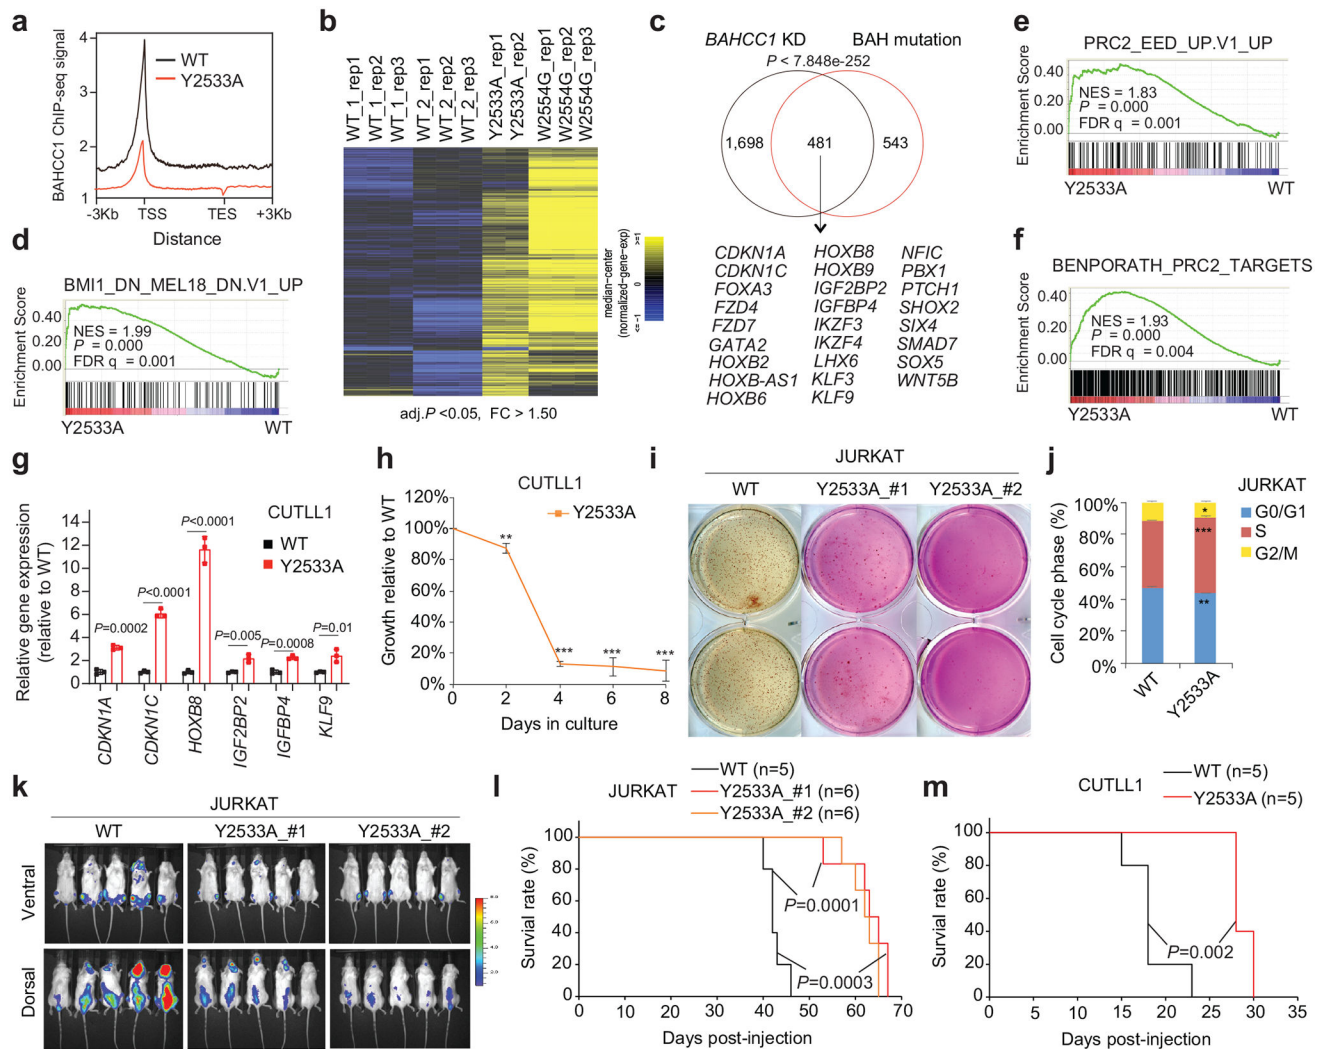 a
BAHCC1 ChIP-seq signal
4
3
2
1
WT
Y2533A
-3Kb
TSS
TES
+3Kb
Distance
b
WT_1_rep1
WT_1_rep2
WT_1_rep3
WT_2_rep1
WT_2_rep2
WT_2_rep3
Y2533A_rep1
Y2533A_rep2
W2554G_rep1
W2554G_rep2
W2554G_rep3
median-center
(normalized-gene-exp)
>=1
0
<= -1
adj.P <0.05, FC > 1.50
c
BAHCC1 KD
BAH mutation
P < 7.848e-252
1,698
481
543
CDKN1A
CDKN1C
FOXA3
FZD4
FZD7
GATA2
HOXB2
HOXB-AS1
HOXB6
HOXB8
HOXB9
IGF2BP2
IGFBP4
IKZF3
IKZF4
LHX6
KLF3
KLF9
NFIC
PBX1
PTCH1
SHOX2
SIX4
SMAD7
SOX5
WNT5B
d
BMI1_DN_MEL18_DN.V1_UP
Enrichment Score
0.40
0.20
0.00
NES = 1.99
P = 0.000
FDR q = 0.001
Y2533A
WT
e
PRC2_EED_UP.V1_UP
Enrichment Score
0.40
0.20
0.00
NES = 1.83
P = 0.000
FDR q = 0.001
Y2533A
WT
f
BENPORATH_PRC2_TARGETS
Enrichment Score
0.40
0.20
0.00
NES = 1.93
P = 0.000
FDR q = 0.004
Y2533A
WT
g
Relative gene expression
(relative to WT)
14
12
10
8
6
4
2
0
CUTLL1
WT
Y2533A
P=0.0002
P<0.0001
P<0.0001
P=0.005
P=0.0008
P=0.01
CDKN1A
CDKN1C
HOXB8
IGF2BP2
IGFBP4
KLF9
h
Growth relative to WT
120%
100%
80%
60%
40%
20%
0%
CUTLL1
Y2533A
**
***
***
***
0
2
4
6
8
Days in culture
i
JURKAT
WT
Y2533A_#1
Y2533A_#2
j
Cell cycle phase (%)
100%
80%
60%
40%
20%
0%
*
***
**
WT
Y2533A
JURKAT
G0/G1
S
G2/M
k
JURKAT
WT
Y2533A_#1
Y2533A_#2
Ventral
Dorsal
8.0
6.0
4.0
2.0
l
JURKAT
WT (n=5)
Y2533A_#1 (n=6)
Y2533A_#2 (n=6)
Survial rate (%)
100
80
60
40
20
0
P=0.0001
P=0.0003
0
10
20
30
40
50
60
70
Days post-injection
m
CUTLL1
WT (n=5)
Y2533A (n=5)
Survial rate (%)
100
80
60
40
20
0
P=0.002
0
5
10
15
20
25
30
35
Days post-injection